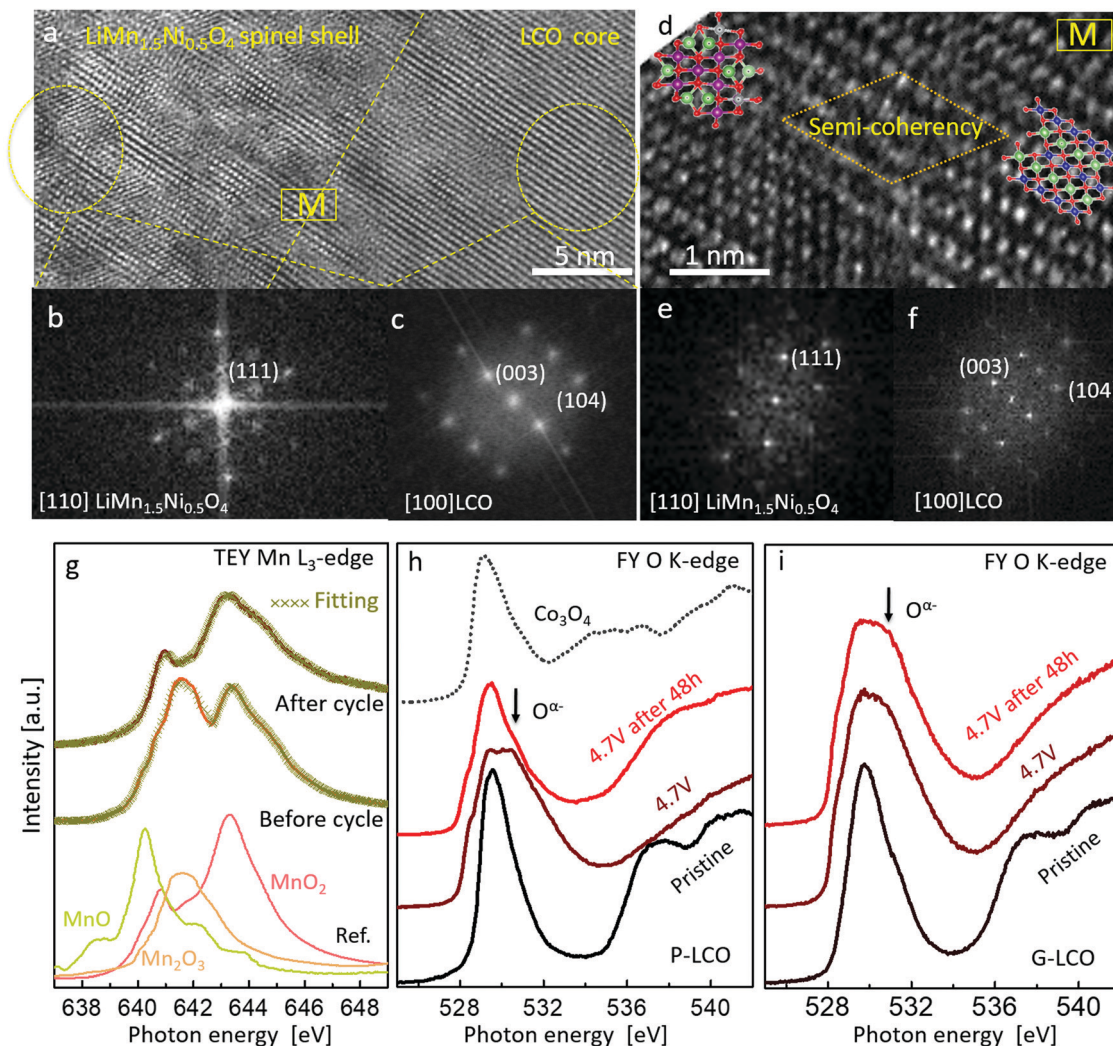 a
LiMn1.5Ni0.5O4 spinel shell
LCO core
M
5 nm
d
M
Semi-coherency
1 nm
b
(111)
[110] LiMn1.5Ni0.5O4
c
(003)
(104)
[100]LCO
e
(111)
[110] LiMn1.5Ni0.5O4
f
(003)
(104
[100]LCO
g
TEY Mn L3-edge
×××× Fitting
After cycle
Before cycle
MnO2
MnO
Ref.
Mn2O3
Intensity [a.u.]
638 640 642 644 646 648
Photon energy [eV]
h
FY O K-edge
Co3O4
Oα-
4.7V after 48h
4.7V
Pristine
P-LCO
528 532 536 540
Photon energy [eV]
i
FY O K-edge
Oα-
4.7V after 48h
4.7V
Pristine
G-LCO
528 532 536 540
Photon energy [eV]